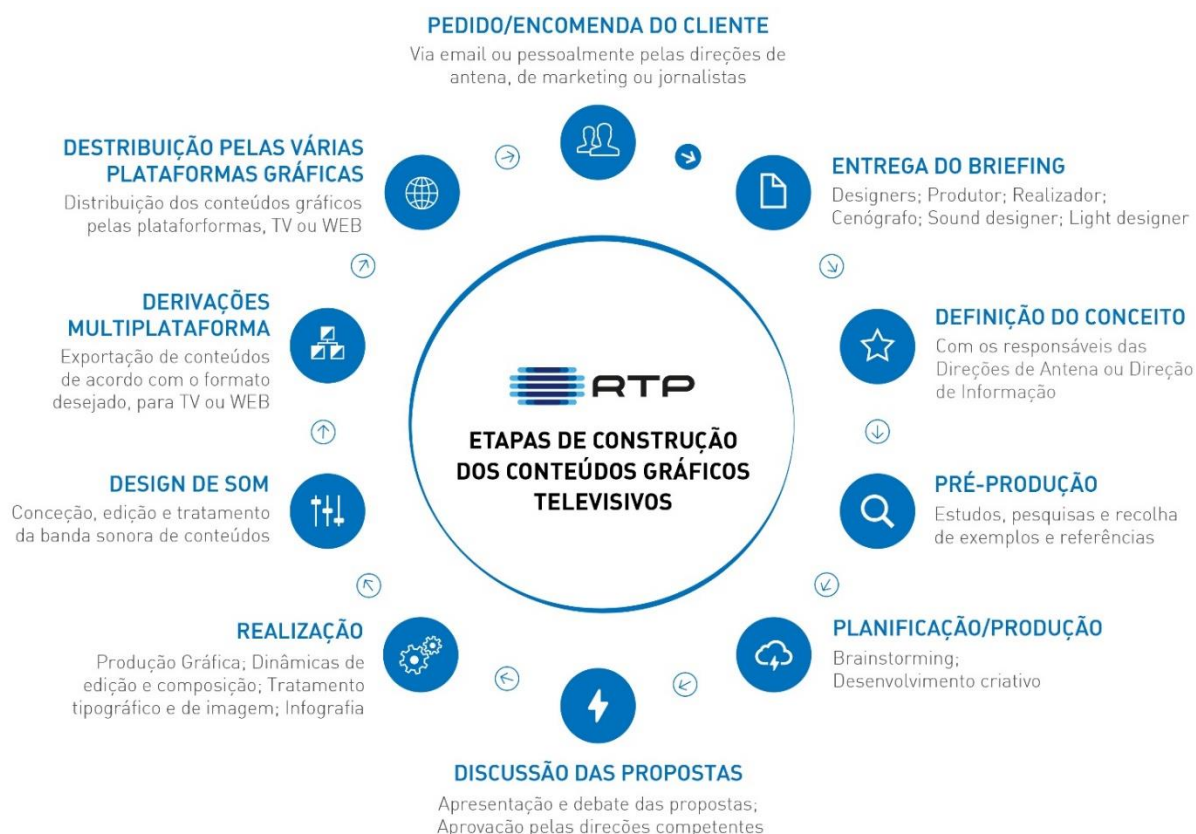 PEDIDO/ENCOMENDA DO CLIENTE
Via email ou pessoalmente pelas direções de
antena, de marketing ou jornalistas
ENTREGA DO BRIEFING
Designers; Produtor; Realizador;
Cenógrafo; Sound designer; Light designer
DEFINIÇÃO DO CONCEITO
Com os responsáveis das
Direções de Antena ou Direção
de Informação
PRÉ-PRODUÇÃO
Estudos, pesquisas e recolha
de exemplos e referências
PLANIFICAÇÃO/PRODUÇÃO
Brainstorming;
Desenvolvimento criativo
DISCUSSÃO DAS PROPOSTAS
Apresentação e debate das propostas;
Aprovação pelas direções competentes
REALIZAÇÃO
Produção Gráfica; Dinâmicas de
edição e composição; Tratamento
tipográfico e de imagem; Infografia
DESIGN DE SOM
Conceção, edição e tratamento
da banda sonora de conteúdos
DERIVAÇÕES
MULTIPLATAFORMA
Exportação de conteúdos
de acordo com o formato
desejado, para TV ou WEB
DESTRIBUIÇÃO PELAS VÁRIAS
PLATAFORMAS GRÁFICAS
Distribuição dos conteúdos gráficos
pelas plataforformas, TV ou WEB
RTP
ETAPAS DE CONSTRUÇÃO
DOS CONTEÚDOS GRÁFICOS
TELEVISIVOS